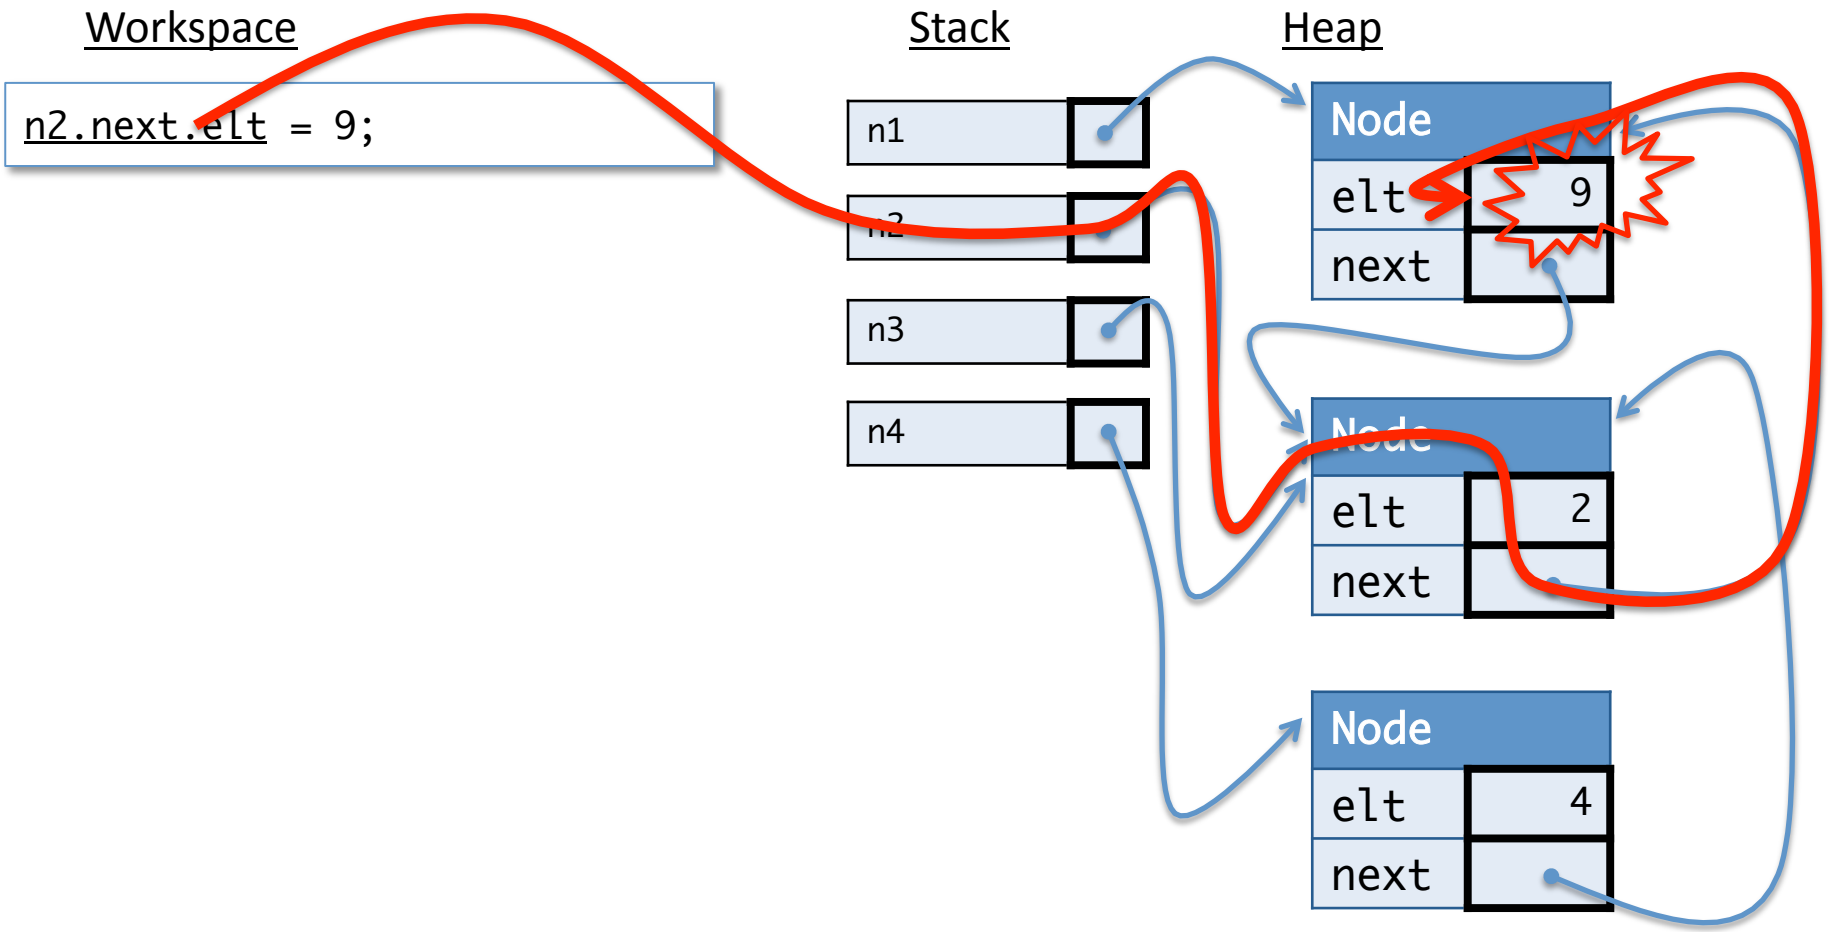 Workspace
Stack
Heap
n2.next.elt = 9;
n1
n2
n3
n4
Node
elt 9
next
Node
elt 2
next
Node
elt 4
next